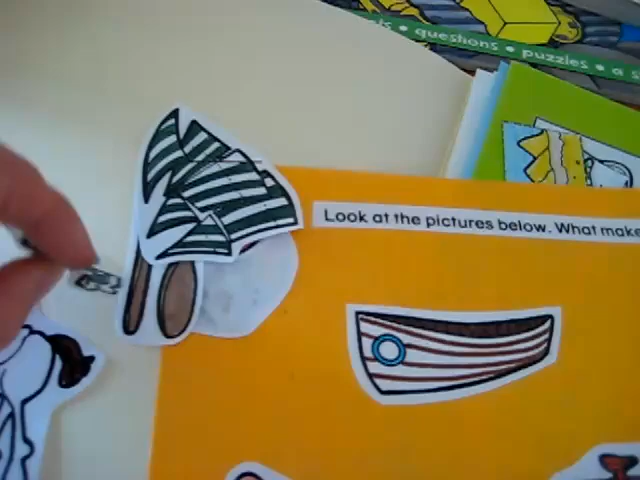 questions • puzzles • a
Look at the pictures below. What make